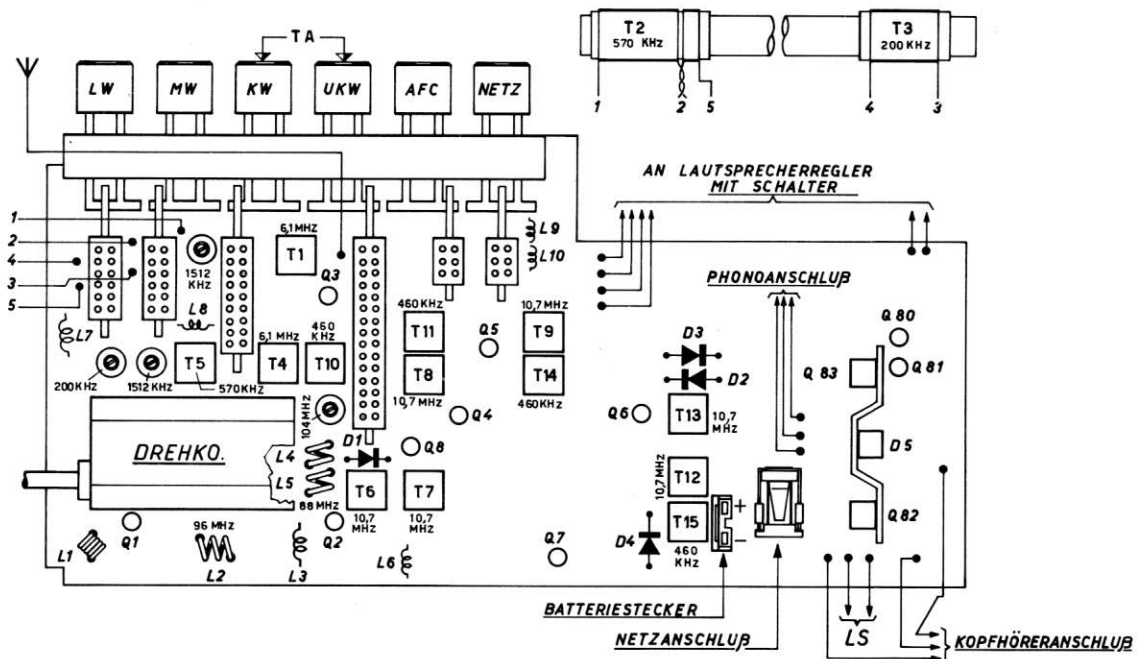 TA
LW MW KW UKW AFC NETZ
T2
570 KHz
T3
200 KHz
1 2 5 4 3
AN LAUTSPRECHERREGLER
MIT SCHALTER
1
2
4
3
5
1512
KHz
6,1 MHz
T1
Q3
L9
L10
PHONOANSCHLUß
L7
L8
460 KHz
T11
Q5
10,7 MHz
T9
D3
D2
Q 80
Q 81
Q 83
200 KHz
1512 KHz
T5
570 KHz
6,1 MHz
T4
460
KHz
T10
T8
10,7 MHz
T14
460 KHz
104 MHz
Q4
Q6
T13
10,7
MHz
DREHKO.
L4
L5
88 MHz
D1
Q8
D5
T6
10,7
MHz
T7
10,7
MHz
10,7 MHz
T12
T15
460
KHz
+
-
Q 82
L1
Q1
96 MHz
L2
L3
Q2
L6
Q7
D4
BATTERIESTECKER
NETZANSCHLUß
LS
KOPFHÖRERANSCHLUß